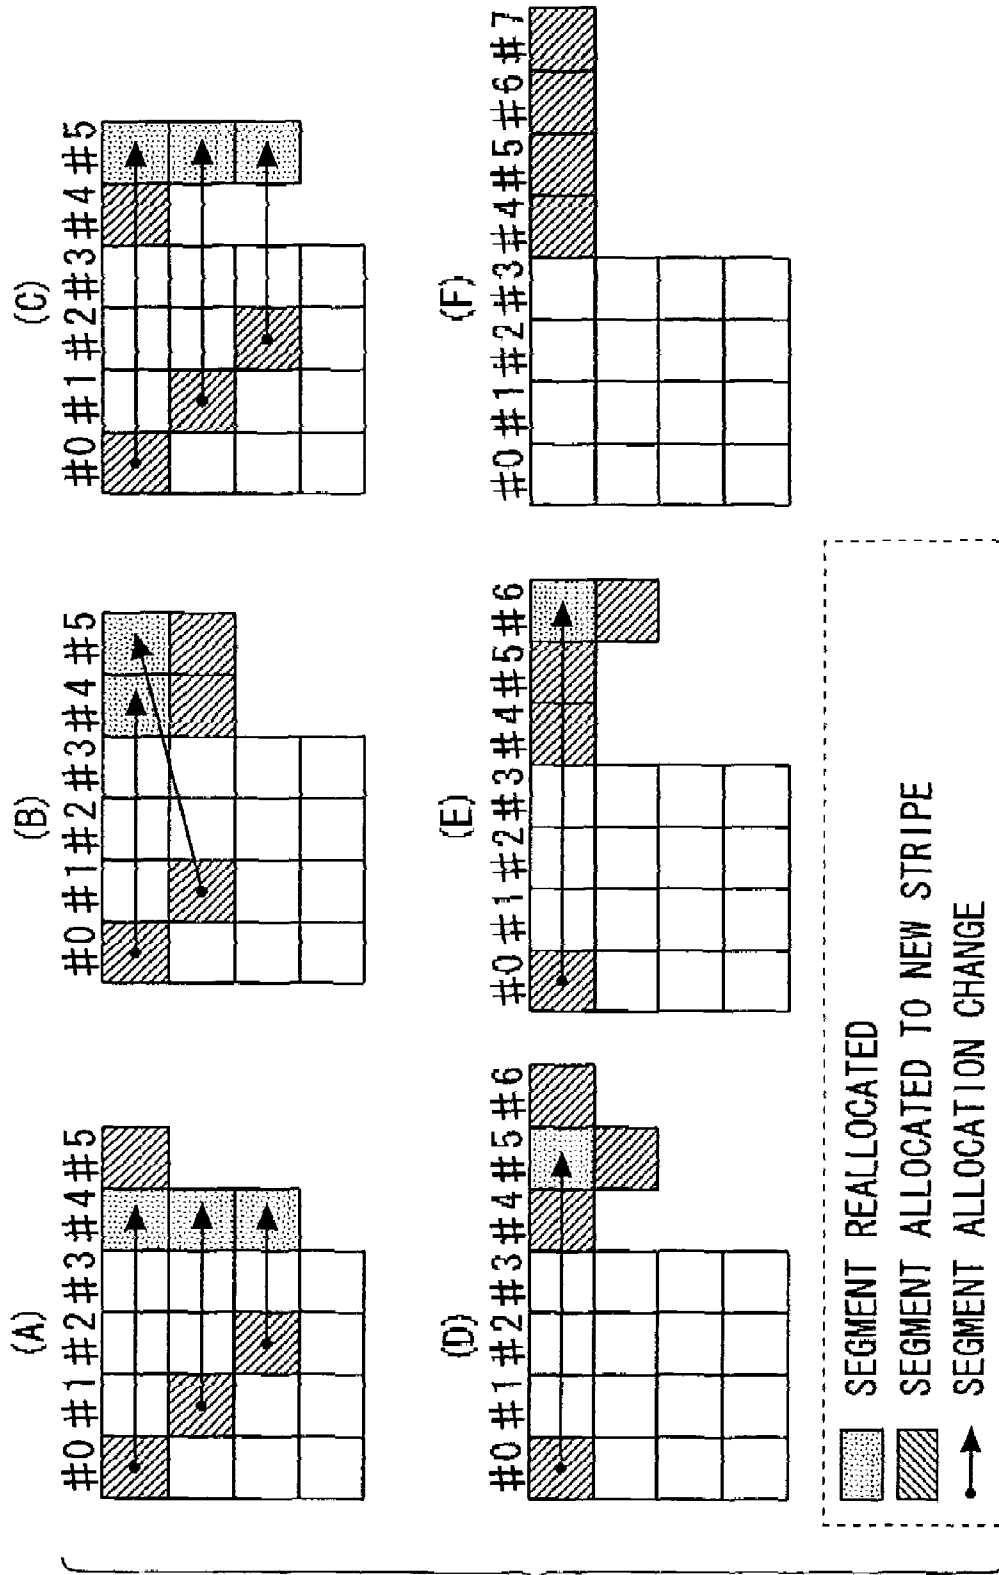 (A)
#0 #1 #2 #3 #4 #5
(B)
#0 #1 #2 #3 #4 #5
(C)
#0 #1 #2 #3 #4 #5
(D)
#0 #1 #2 #3 #4 #5 #6
(E)
#0 #1 #2 #3 #4 #5 #6
(F)
#0 #1 #2 #3 #4 #5 #6 #7
SEGMENT REALLOCATED
SEGMENT ALLOCATED TO NEW STRIPE
SEGMENT ALLOCATION CHANGE